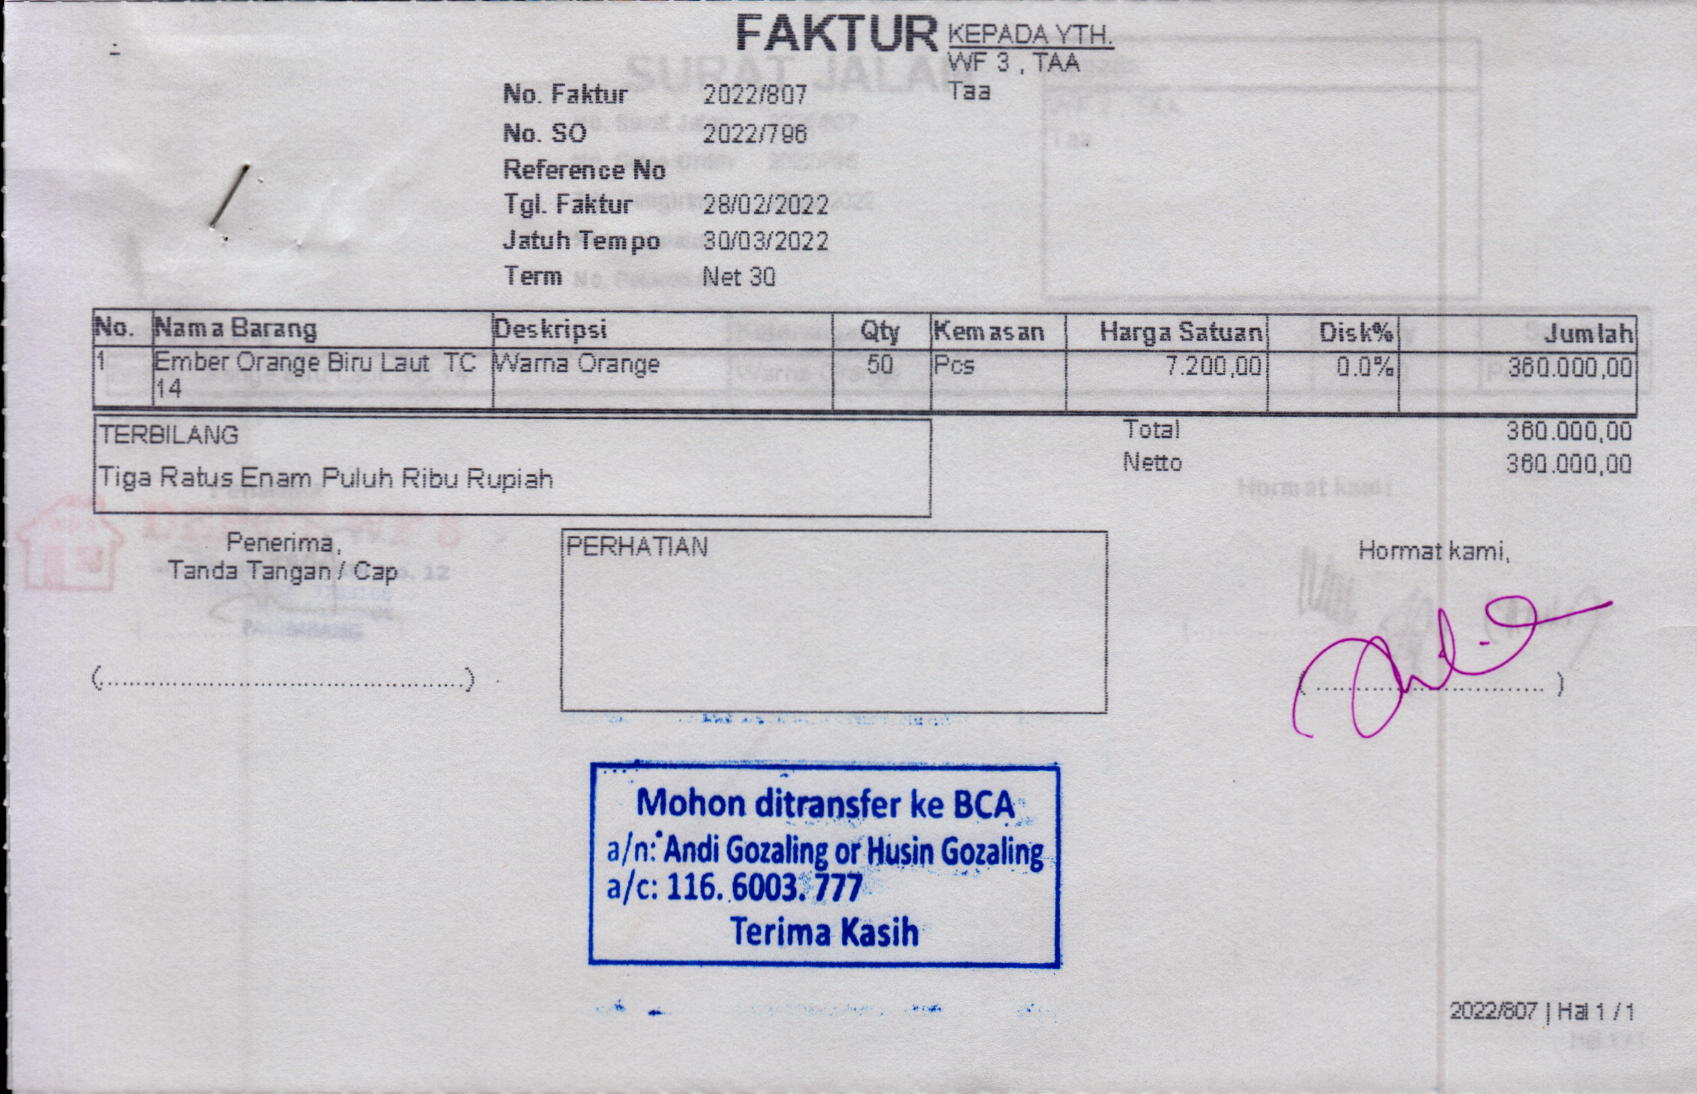 FAKTUR
KEPADA YTH.
WF 3 , TAA
Taa
No. Faktur 2022/807
No. SO 2022/796
Reference No
Tgl. Faktur 28/02/2022
Jatuh Tempo 30/03/2022
Term Net 30
No. Nama Barang Deskripsi Qty Kemasan Harga Satuan Disk% Jumlah
1 Ember Orange Biru Laut TC Warna Orange 50 Pcs 7.200,00 0.0% 360.000,00
14
TERBILANG
Tiga Ratus Enam Puluh Ribu Rupiah
Total 360.000,00
Netto 360.000,00
Penerima,
Tanda Tangan / Cap
(...............................................)
PERHATIAN
Hormat kami,
( .............................. )
Mohon ditransfer ke BCA
a/n: Andi Gozaling or Husin Gozaling
a/c: 116. 6003. 777
Terima Kasih
2022/807 | Hal 1 / 1